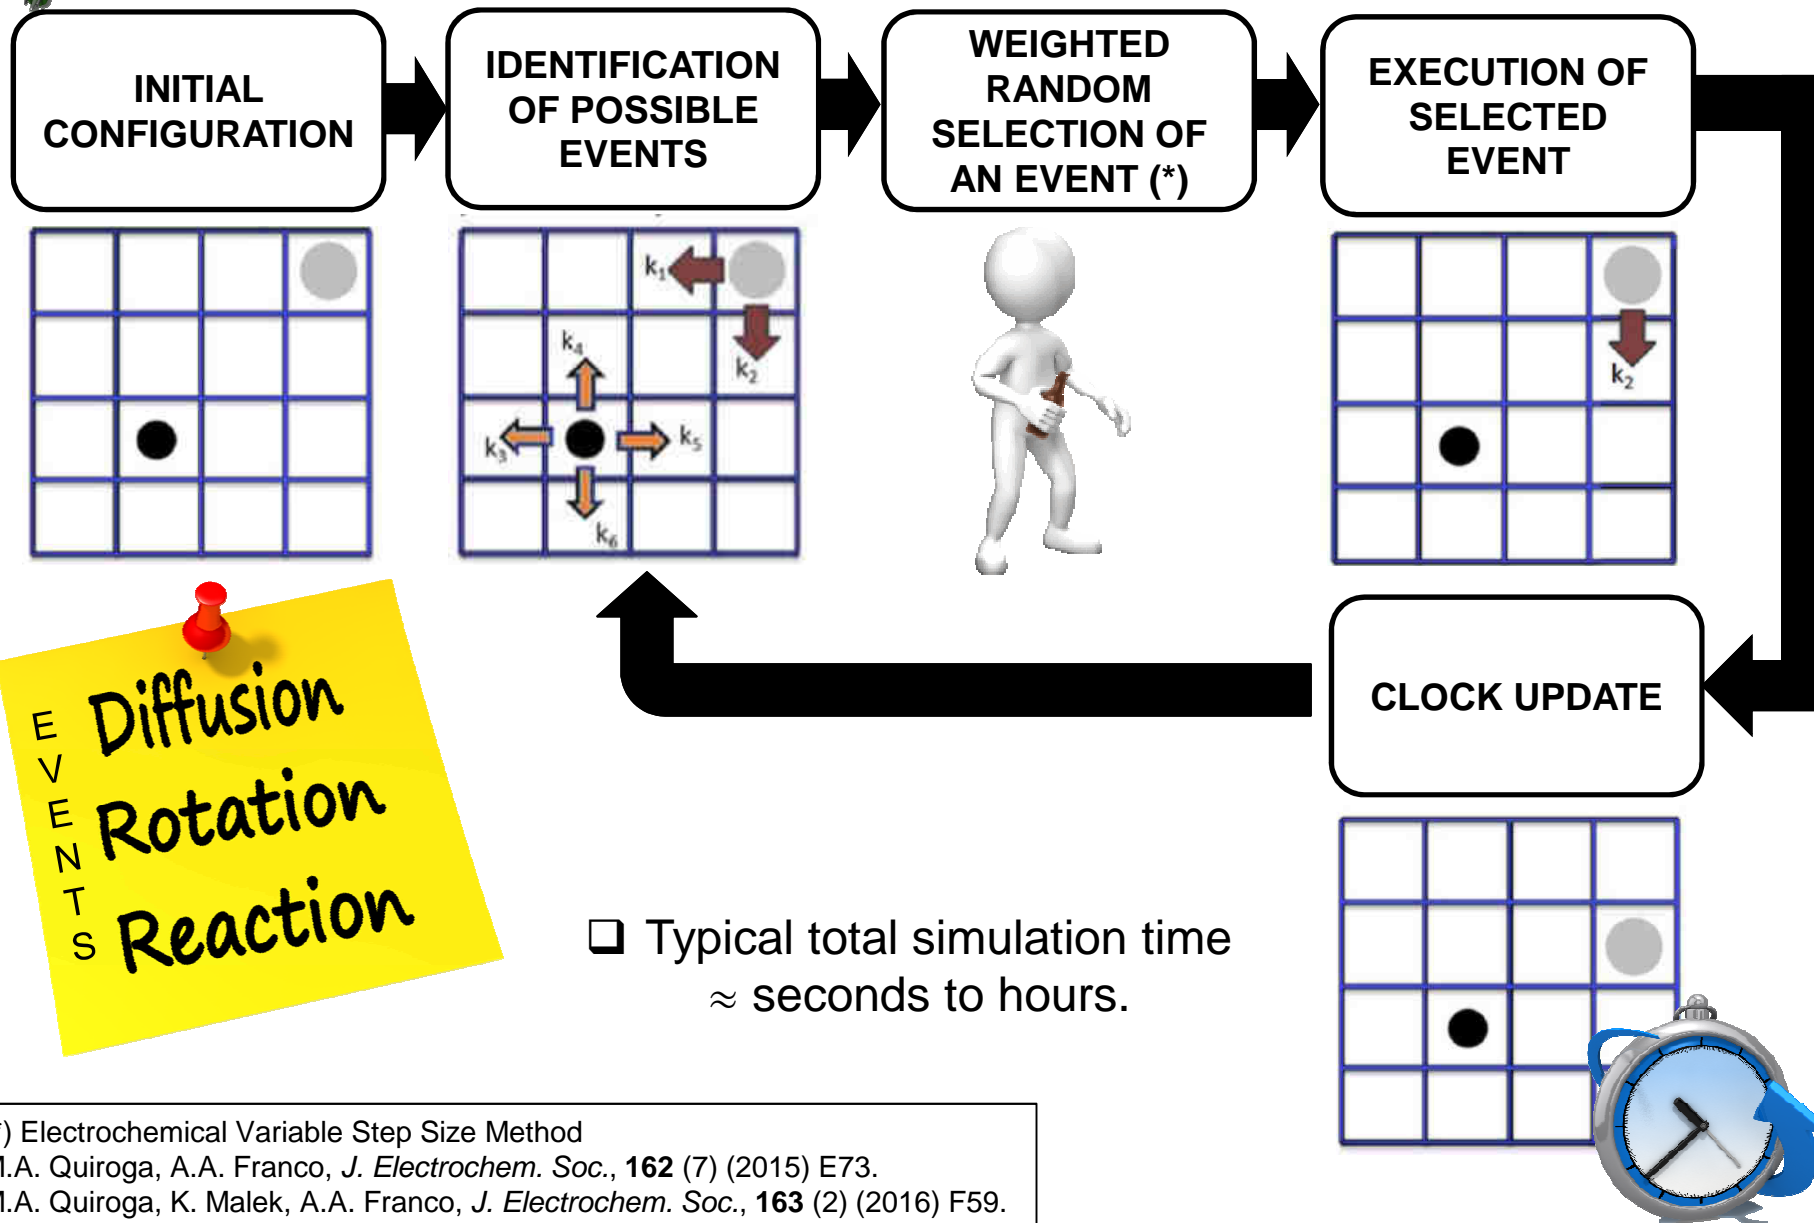 INITIAL
CONFIGURATION
IDENTIFICATION
OF POSSIBLE
EVENTS
WEIGHTED
RANDOM
SELECTION OF
AN EVENT (*)
EXECUTION OF
SELECTED
EVENT
k1
k2
k4
k3
k5
k6
k2
CLOCK UPDATE
EVENTS
Diffusion
Rotation
Reaction
❑ Typical total simulation time
≈ seconds to hours.
*) Electrochemical Variable Step Size Method
M.A. Quiroga, A.A. Franco, J. Electrochem. Soc., 162 (7) (2015) E73.
M.A. Quiroga, K. Malek, A.A. Franco, J. Electrochem. Soc., 163 (2) (2016) F59.